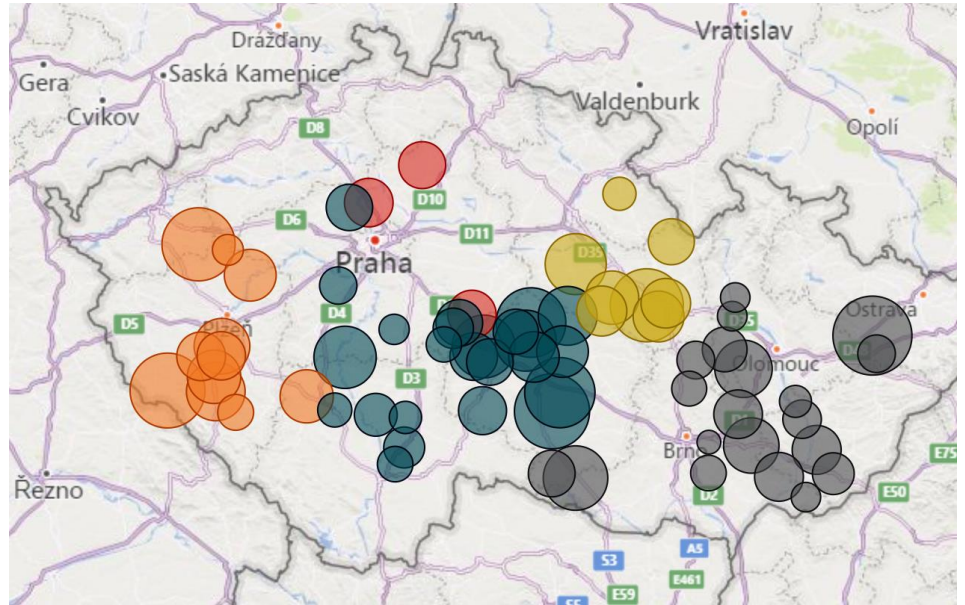 Vratislav
Drážďany
Gera
Saská Kamenice
Valdenburk
Cvikov
Opolí
D8
D10
D6
D11
D35
Praha
Ostrava
D5
Plzeň
D4
Olomouc
D3
Brno
E75
Řezno
D2
E50
A5
S3
E461
E59